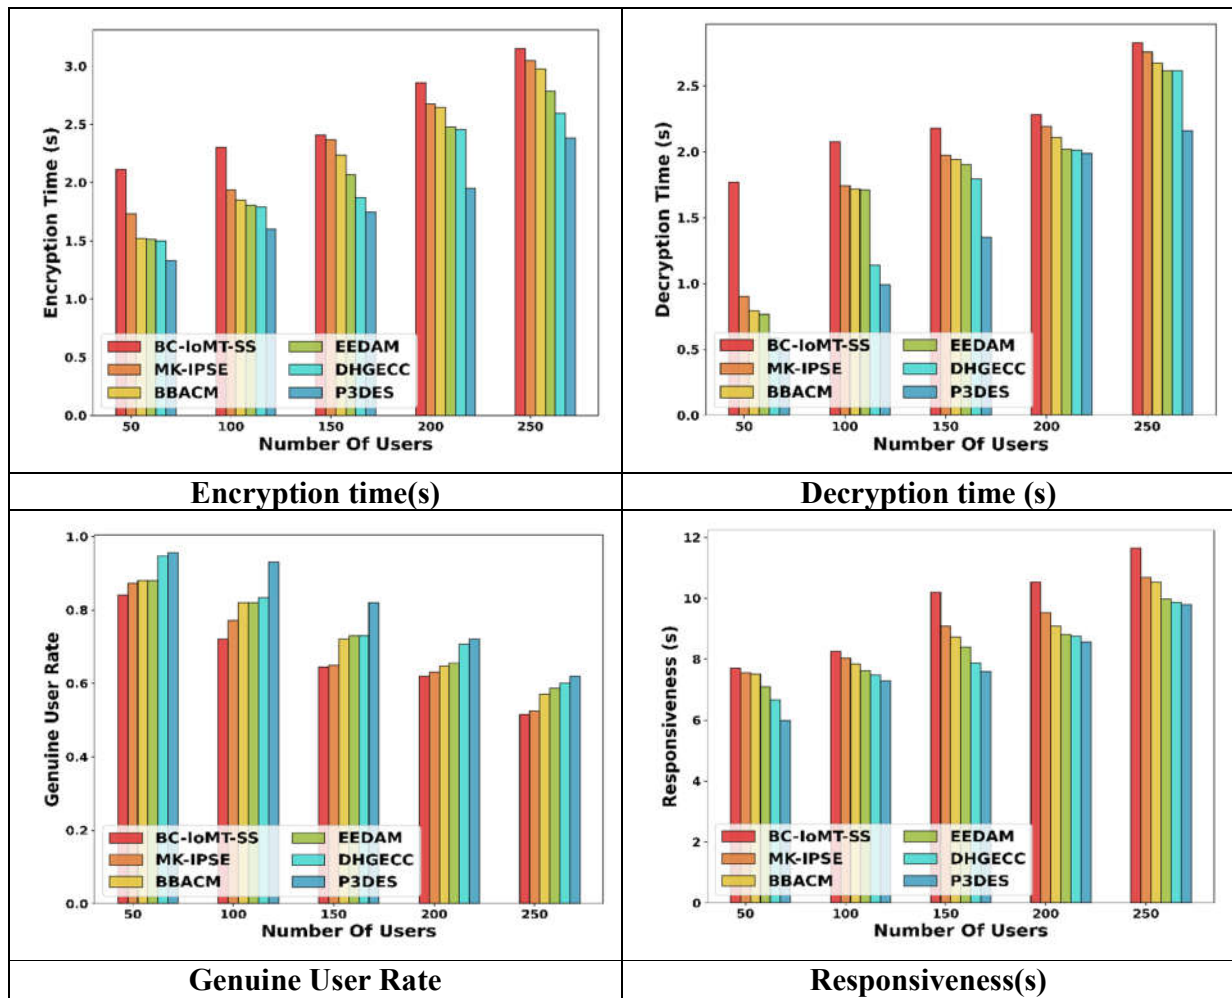 Encryption Time (s)
3.0
2.5
2.0
1.5
1.0
0.5
0.0
BC-IoMT-SS EEDAM
MK-IPSE DHGECC
BBACM P3DES
50 100 150 200 250
Number Of Users
Encryption time(s)
Decryption Time (s)
2.5
2.0
1.5
1.0
0.5
0.0
BC-IoMT-SS EEDAM
MK-IPSE DHGECC
BBACM P3DES
50 100 150 200 250
Number Of Users
Decryption time (s)
Genuine User Rate
1.0
0.8
0.6
0.4
0.2
0.0
BC-IoMT-SS EEDAM
MK-IPSE DHGECC
BBACM P3DES
50 100 150 200 250
Number Of Users
Genuine User Rate
Responsiveness (s)
12
10
8
6
4
2
0
BC-IoMT-SS EEDAM
MK-IPSE DHGECC
BBACM P3DES
50 100 150 200 250
Number Of Users
Responsiveness(s)